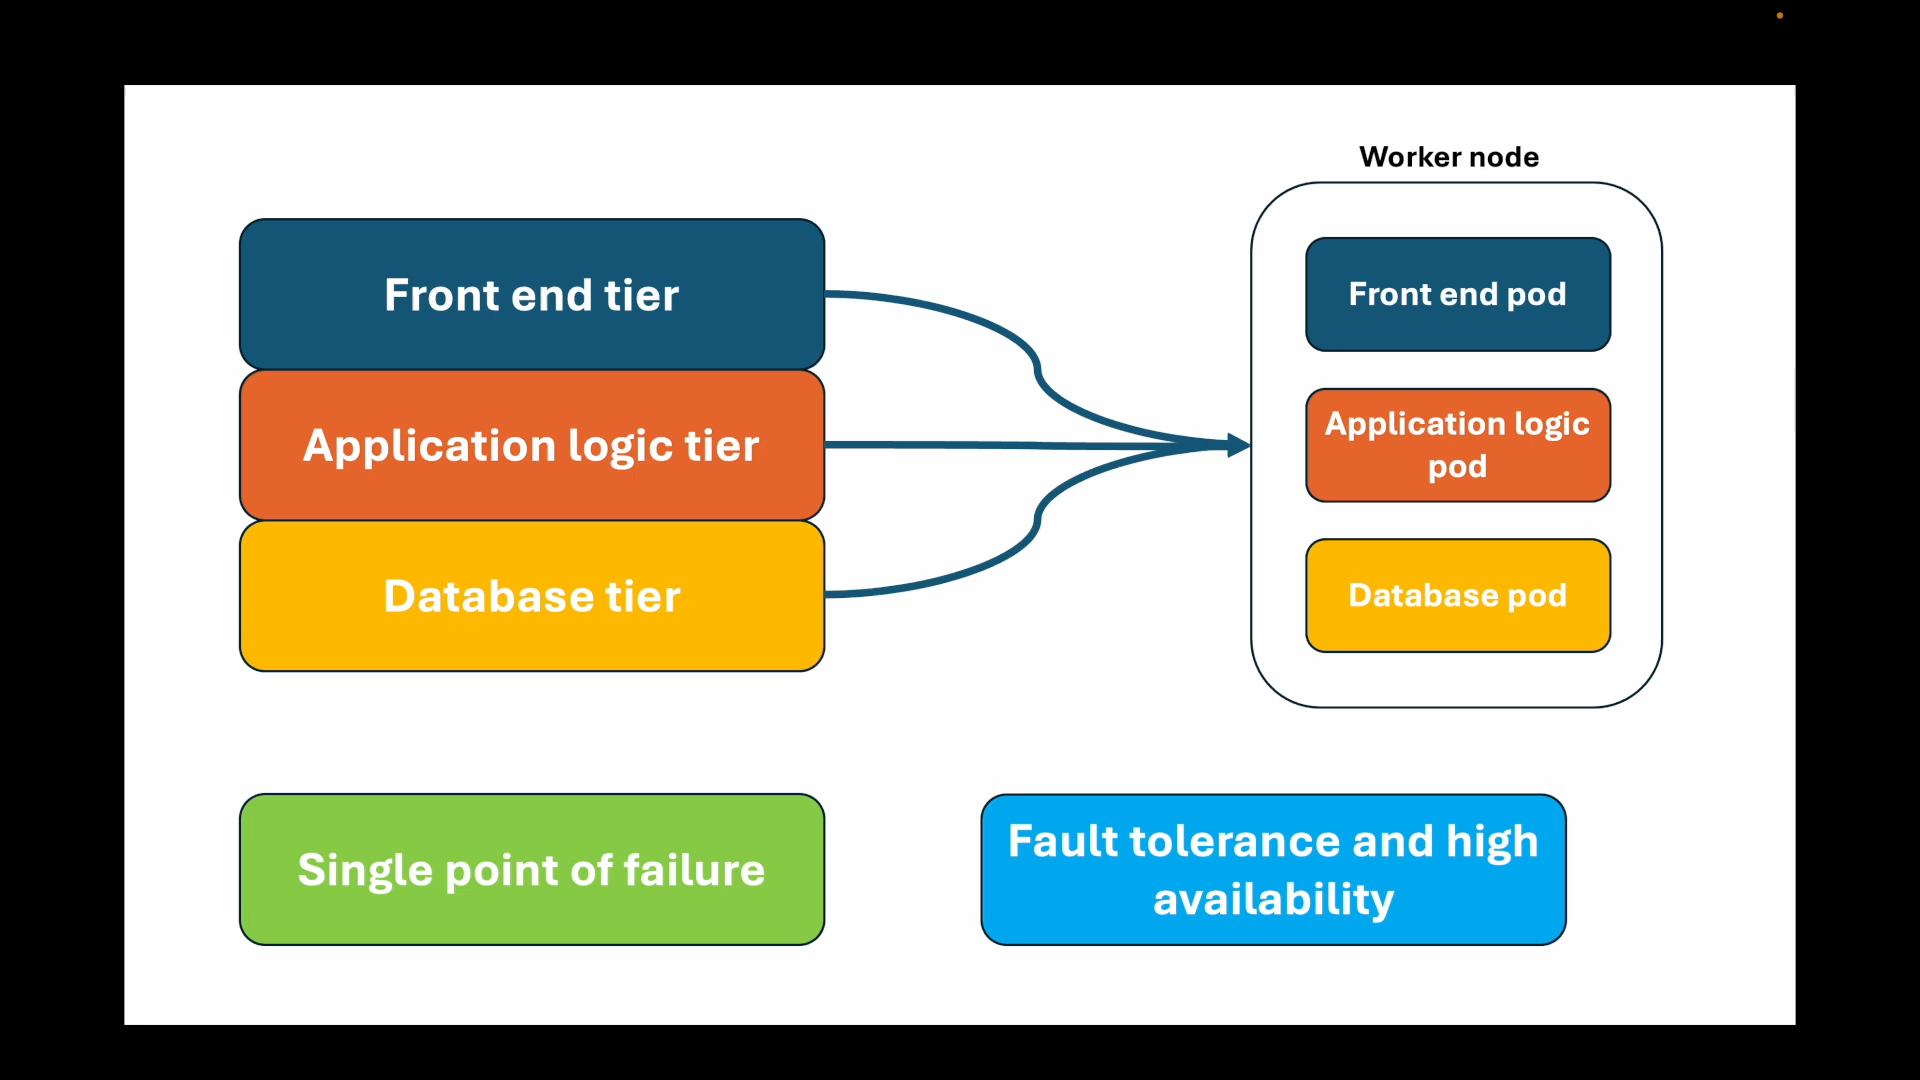 Worker node
Front end tier
Application logic tier
Database tier
Front end pod
Application logic
pod
Database pod
Single point of failure
Fault tolerance and high
availability